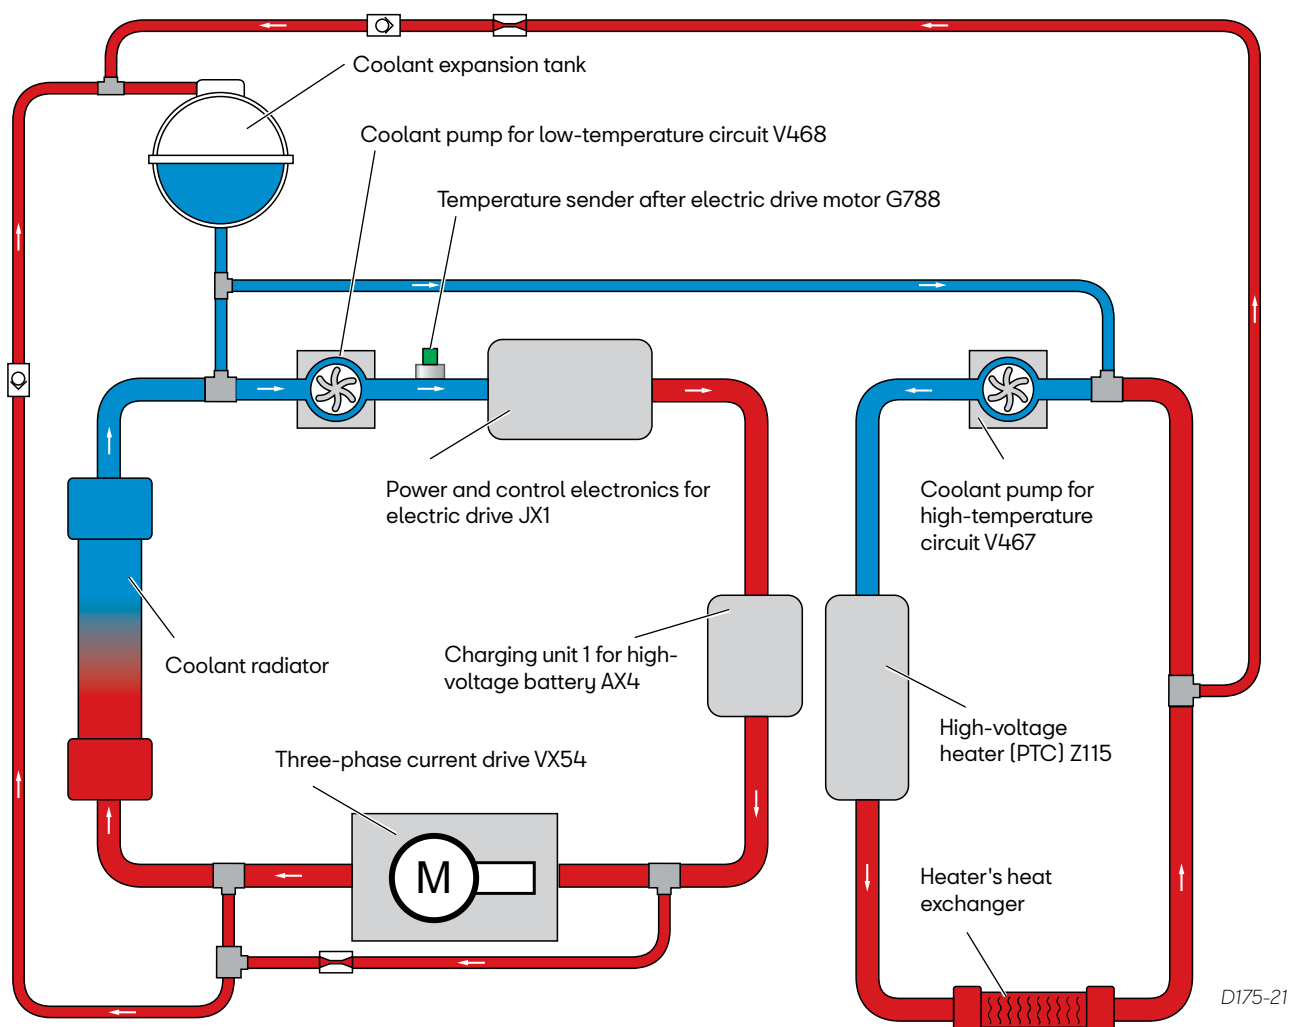 Coolant expansion tank
Coolant pump for low-temperature circuit V468
Temperature sender after electric drive motor G788
Power and control electronics for
electric drive JX1
Coolant pump for
high-temperature
circuit V467
Coolant radiator
Charging unit 1 for high-
voltage battery AX4
High-voltage
heater (PTC) Z115
Three-phase current drive VX54
M
Heater's heat
exchanger
D175-21